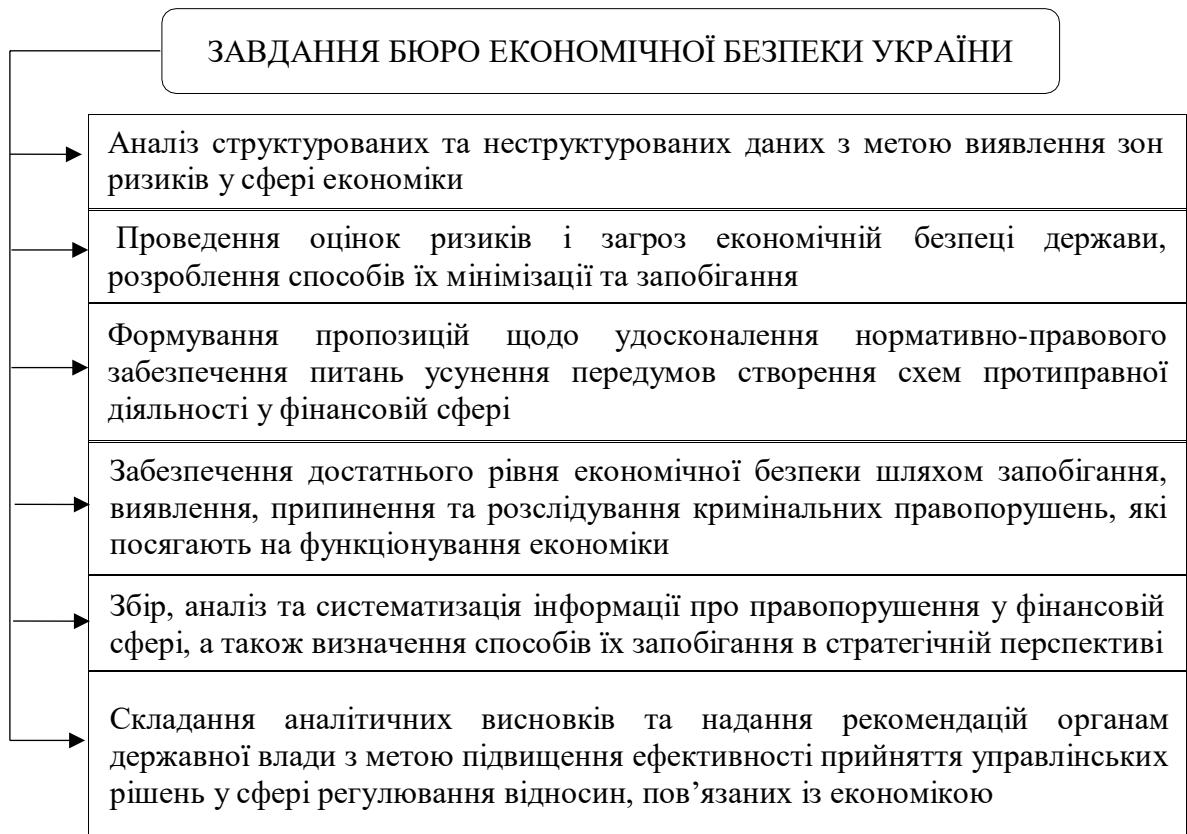 ЗАВДАННЯ БЮРО ЕКОНОМІЧНОЇ БЕЗПЕКИ УКРАЇНИ
Аналіз структурованих та неструктурованих даних з метою виявлення зон
ризиків у сфері економіки
Проведення оцінок ризиків і загроз економічній безпеці держави,
розроблення способів їх мінімізації та запобігання
Формування пропозицій щодо удосконалення нормативно-правового
забезпечення питань усунення передумов створення схем протиправної
діяльності у фінансовій сфері
Забезпечення достатнього рівня економічної безпеки шляхом запобігання,
виявлення, припинення та розслідування кримінальних правопорушень, які
посягають на функціонування економіки
Збір, аналіз та систематизація інформації про правопорушення у фінансовій
сфері, а також визначення способів їх запобігання в стратегічній перспективі
Складання аналітичних висновків та надання рекомендацій органам
державної влади з метою підвищення ефективності прийняття управлінських
рішень у сфері регулювання відносин, пов’язаних із економікою